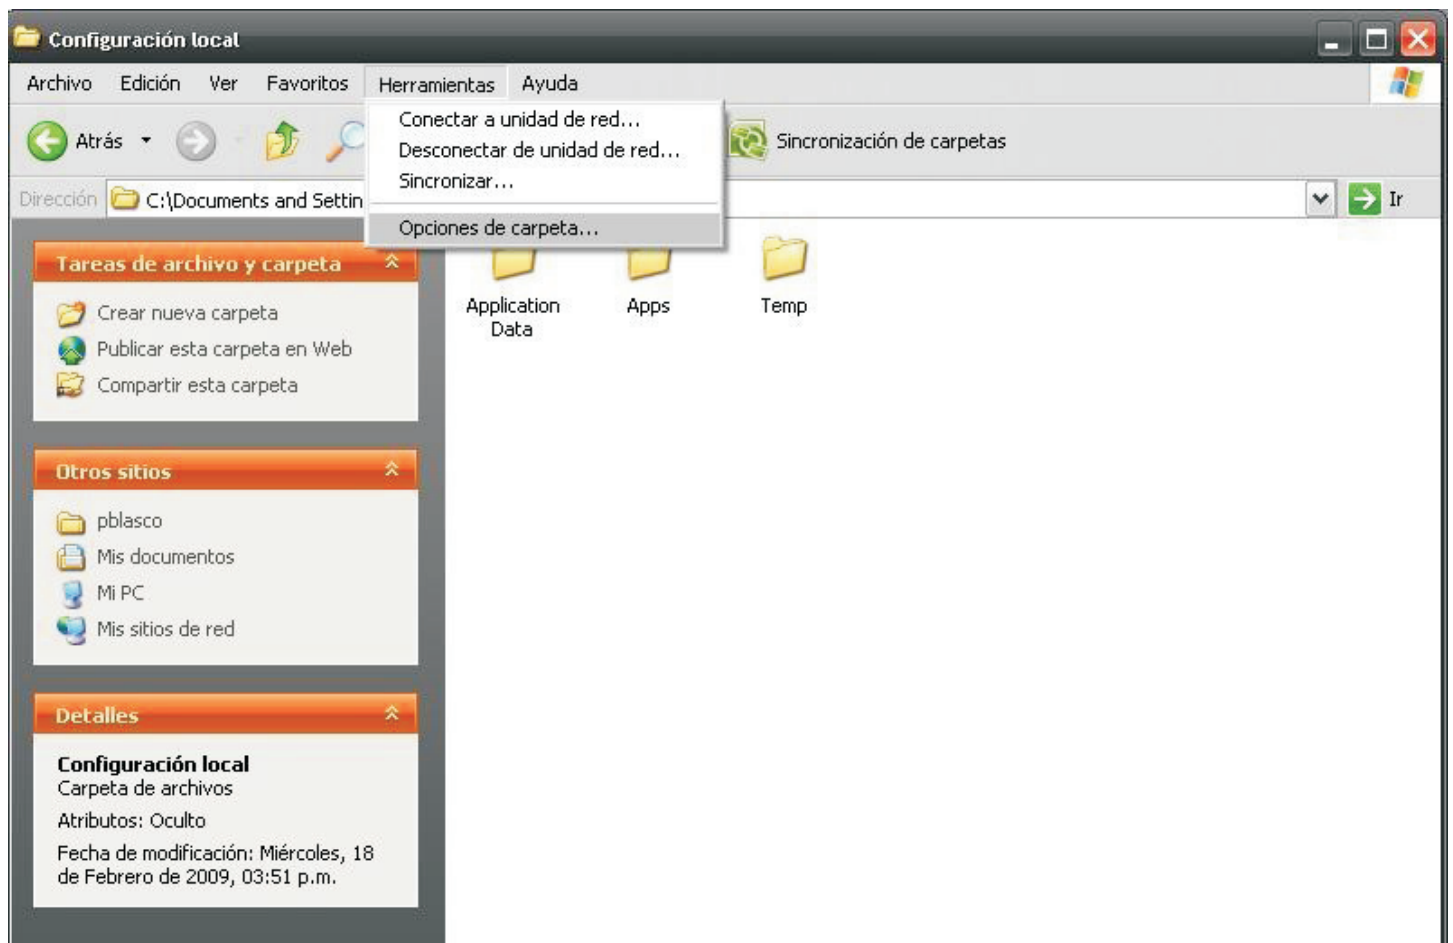 Configuración local
Archivo Edición Ver Favoritos Herramientas Ayuda
Conectar a unidad de red...
Desconectar de unidad de red...
Sincronizar...
Opciones de carpeta...
Atrás
Sincronización de carpetas
Dirección C:\Documents and Settin
Ir
Tareas de archivo y carpeta
Crear nueva carpeta
Publicar esta carpeta en Web
Compartir esta carpeta
Otros sitios
pblasco
Mis documentos
Mi PC
Mis sitios de red
Detalles
Configuración local
Carpeta de archivos
Atributos: Oculto
Fecha de modificación: Miércoles, 18
de Febrero de 2009, 03:51 p.m.
Application
Data
Apps
Temp